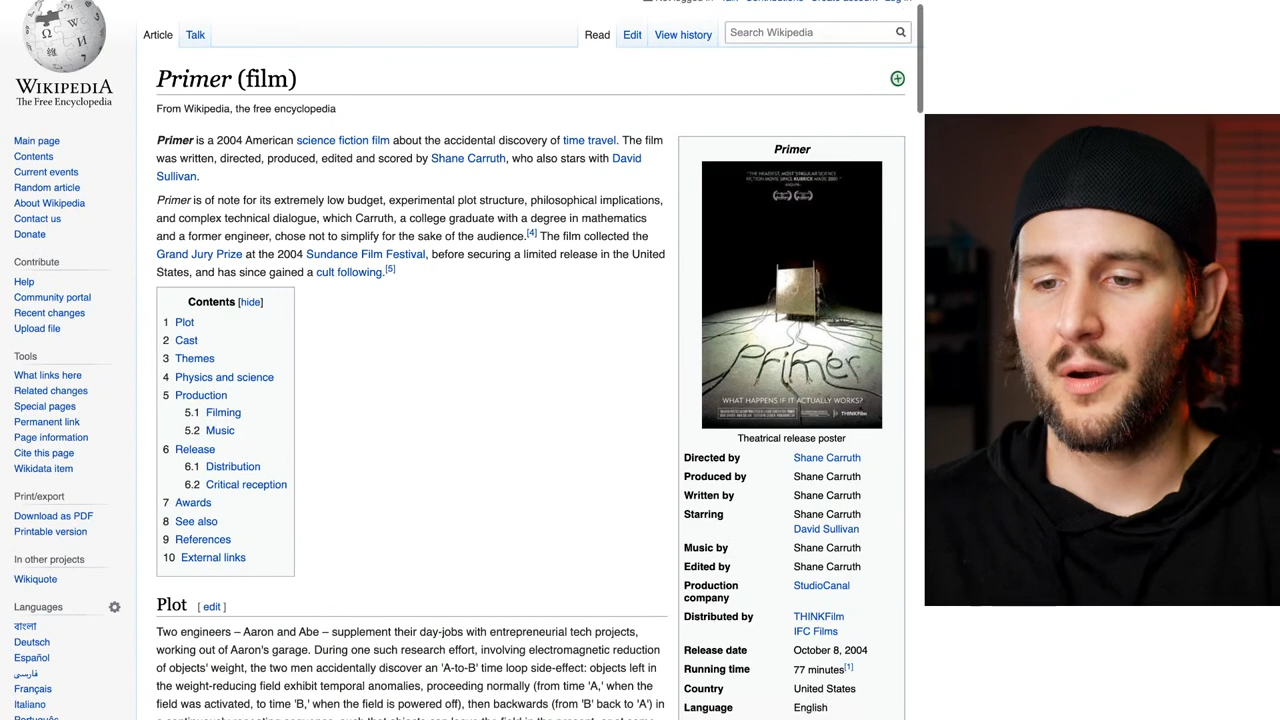 Article
Talk
Read
Edit
View history
Search Wikipedia
WIKIPEDIA
The Free Encyclopedia
Primer (film)
From Wikipedia, the free encyclopedia
Main page
Contents
Current events
Random article
About Wikipedia
Contact us
Donate
Contribute
Help
Community portal
Recent changes
Upload file
Tools
What links here
Related changes
Special pages
Permanent link
Page information
Cite this page
Wikidata item
Print/export
Download as PDF
Printable version
In other projects
Wikiquote
Languages
বাংলা
Deutsch
Español
فارسی
Français
Italiano
Primer is a 2004 American science fiction film about the accidental discovery of time travel. The film
was written, directed, produced, edited and scored by Shane Carruth, who also stars with David
Sullivan.
Primer is of note for its extremely low budget, experimental plot structure, philosophical implications,
and complex technical dialogue, which Carruth, a college graduate with a degree in mathematics
and a former engineer, chose not to simplify for the sake of the audience.[4] The film collected the
Grand Jury Prize at the 2004 Sundance Film Festival, before securing a limited release in the United
States, and has since gained a cult following.[5]
Contents [hide]
1 Plot
2 Cast
3 Themes
4 Physics and science
5 Production
5.1 Filming
5.2 Music
6 Release
6.1 Distribution
6.2 Critical reception
7 Awards
8 See also
9 References
10 External links
Plot [ edit ]
Two engineers – Aaron and Abe – supplement their day-jobs with entrepreneurial tech projects,
working out of Aaron's garage. During one such research effort, involving electromagnetic reduction
of objects' weight, the two men accidentally discover an 'A-to-B' time loop side-effect: objects left in
the weight-reducing field exhibit temporal anomalies, proceeding normally (from time 'A,' when the
field was activated, to time 'B,' when the field is powered off), then backwards (from 'B' back to 'A') in
Primer
Primer
WHAT HAPPENS IF IT ACTUALLY WORKS?
THINKFilm
Theatrical release poster
Directed by Shane Carruth
Produced by Shane Carruth
Written by Shane Carruth
Starring Shane Carruth
David Sullivan
Music by Shane Carruth
Edited by Shane Carruth
Production StudioCanal
company
Distributed by THINKFilm
IFC Films
Release date October 8, 2004
Running time 77 minutes[1]
Country United States
Language English